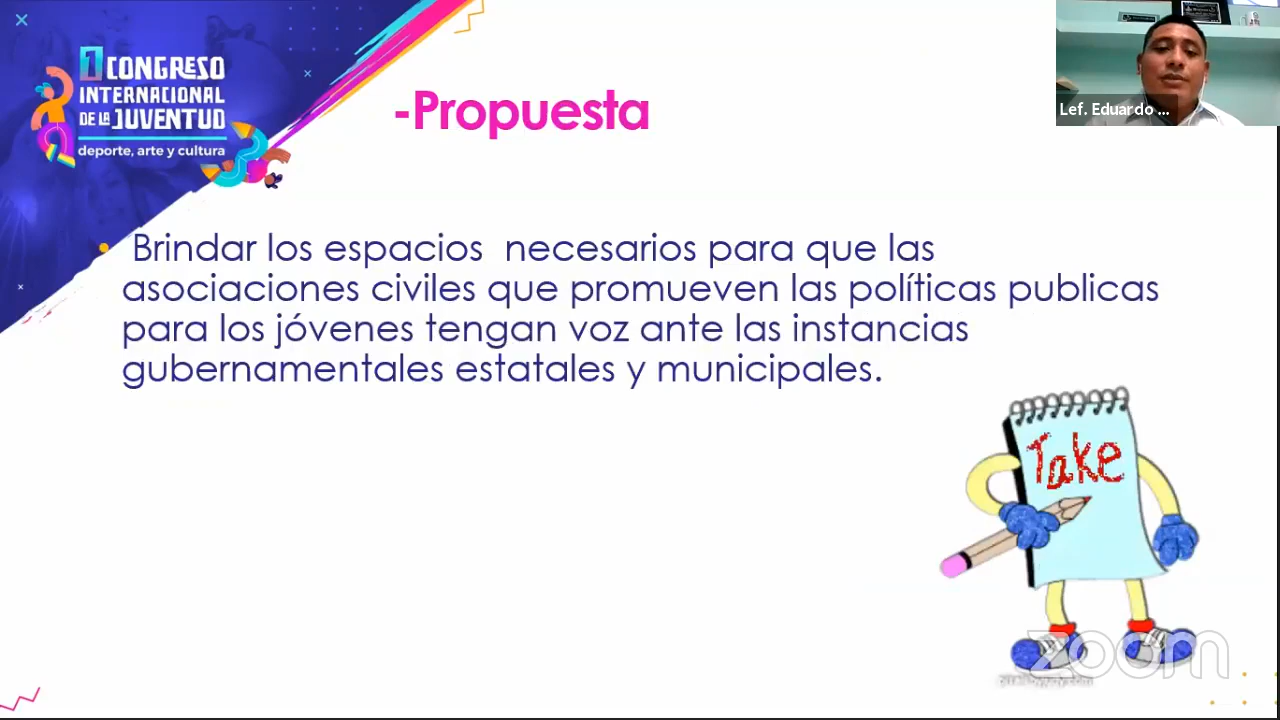 1 CONGRESO
INTERNACIONAL
DE LA JUVENTUD
deporte, arte y cultura
-Propuesta
Lef. Eduardo ...
Brindar los espacios necesarios para que las
asociaciones civiles que promueven las políticas publicas
para los jóvenes tengan voz ante las instancias
gubernamentales estatales y municipales.
Take
zoom